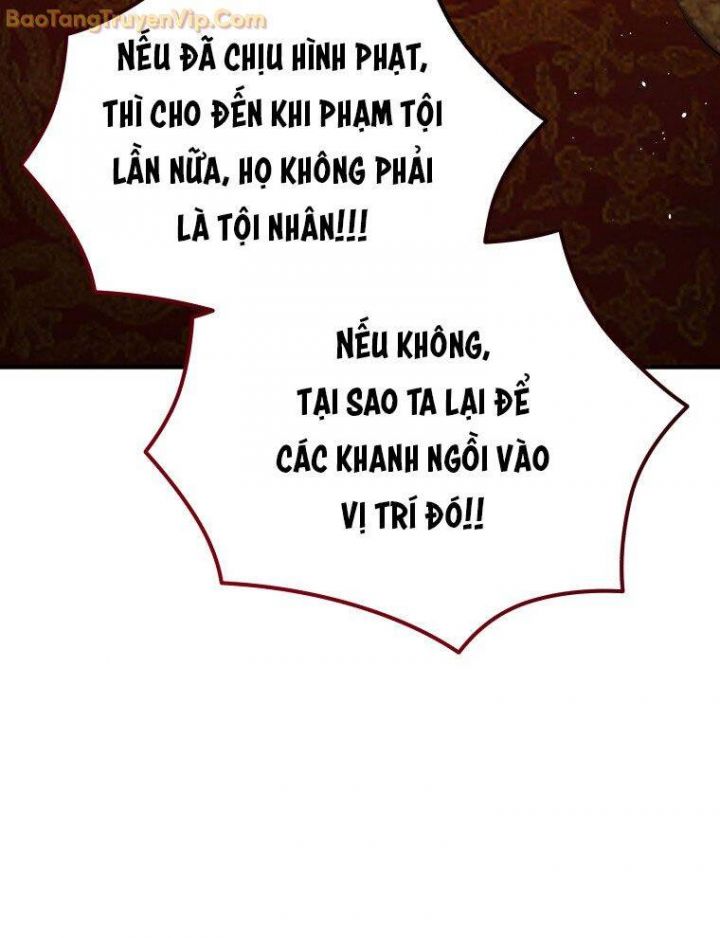 BaoTangTruyenVip.Com
NẾU ĐÃ CHỊU HÌNH PHẠT,
THÌ CHO ĐẾN KHI PHẠM TỘI
LẦN NỮA, HỌ KHÔNG PHẢI
LÀ TỘI NHÂN!!!
NẾU KHÔNG,
TẠI SAO TA LẠI ĐỂ
CÁC KHANH NGỒI VÀO
VỊ TRÍ ĐÓ!!